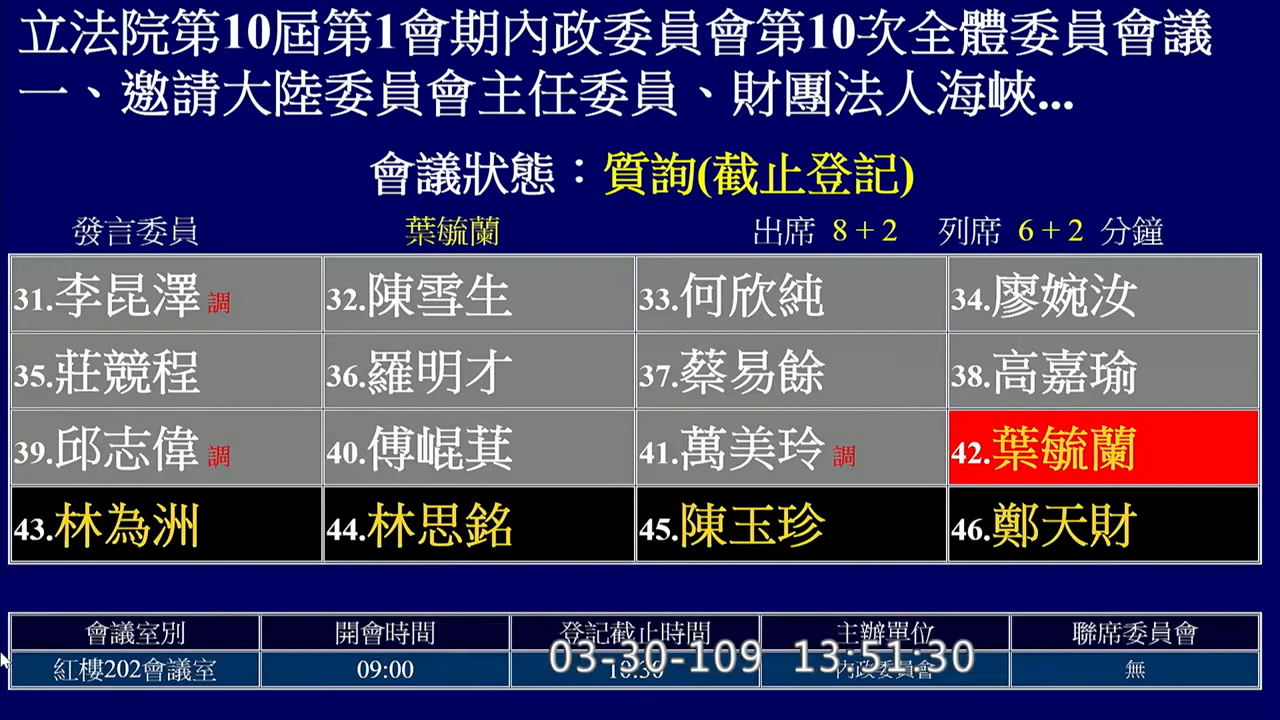 立法院第10屆第1會期內政委員會第10次全體委員會議
一、邀請大陸委員會主任委員、財團法人海峽...
會議狀態：質詢(截止登記)
發言委員 葉毓蘭 出席 8 + 2 列席 6 + 2 分鐘
31.李昆澤 調 32.陳雪生 33.何欣純 34.廖婉汝
35.莊競程 36.羅明才 37.蔡易餘 38.高嘉瑜
39.邱志偉 調 40.傅崐萁 41.萬美玲 調 42.葉毓蘭
43.林為洲 44.林思銘 45.陳玉珍 46.鄭天財
會議室別 開會時間 登記截止時間 主辦單位 聯席委員會
紅樓202會議室 09:00 10:30 內政委員會 無
03-30-109 13:51:30